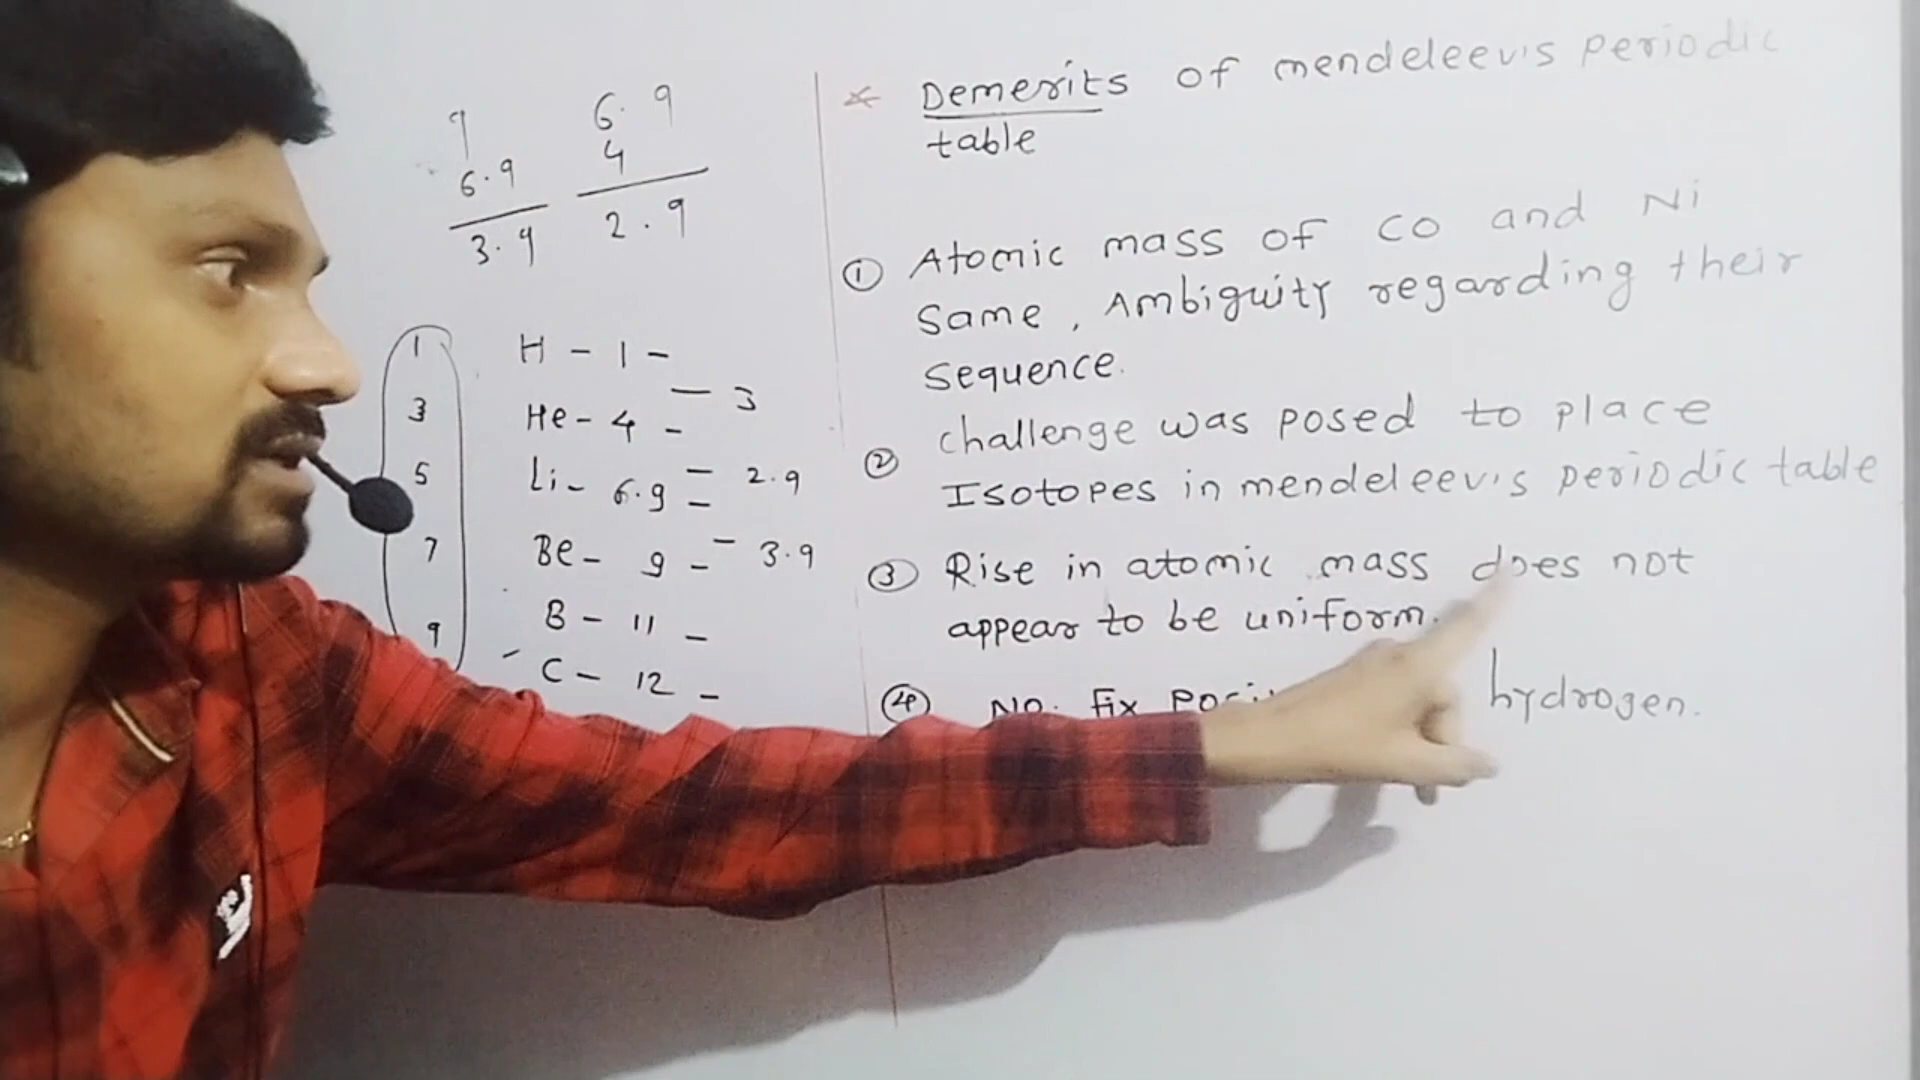 9
6.9
3.9
6.9
4
2.9
1
3
5
7
9
H - 1 -
- 3
He - 4 -
Li - 6.9 = - 2.9
Be - 9 - - 3.9
B - 11 -
C - 12 -
* Demerits of mendeleev's periodic
table
① Atomic mass of CO and Ni
Same, Ambiguity regarding their
Sequence.
② challenge was posed to place
Isotopes in mendeleev's periodic table
③ Rise in atomic mass does not
appear to be uniform.
④ No. fix hydrogen.